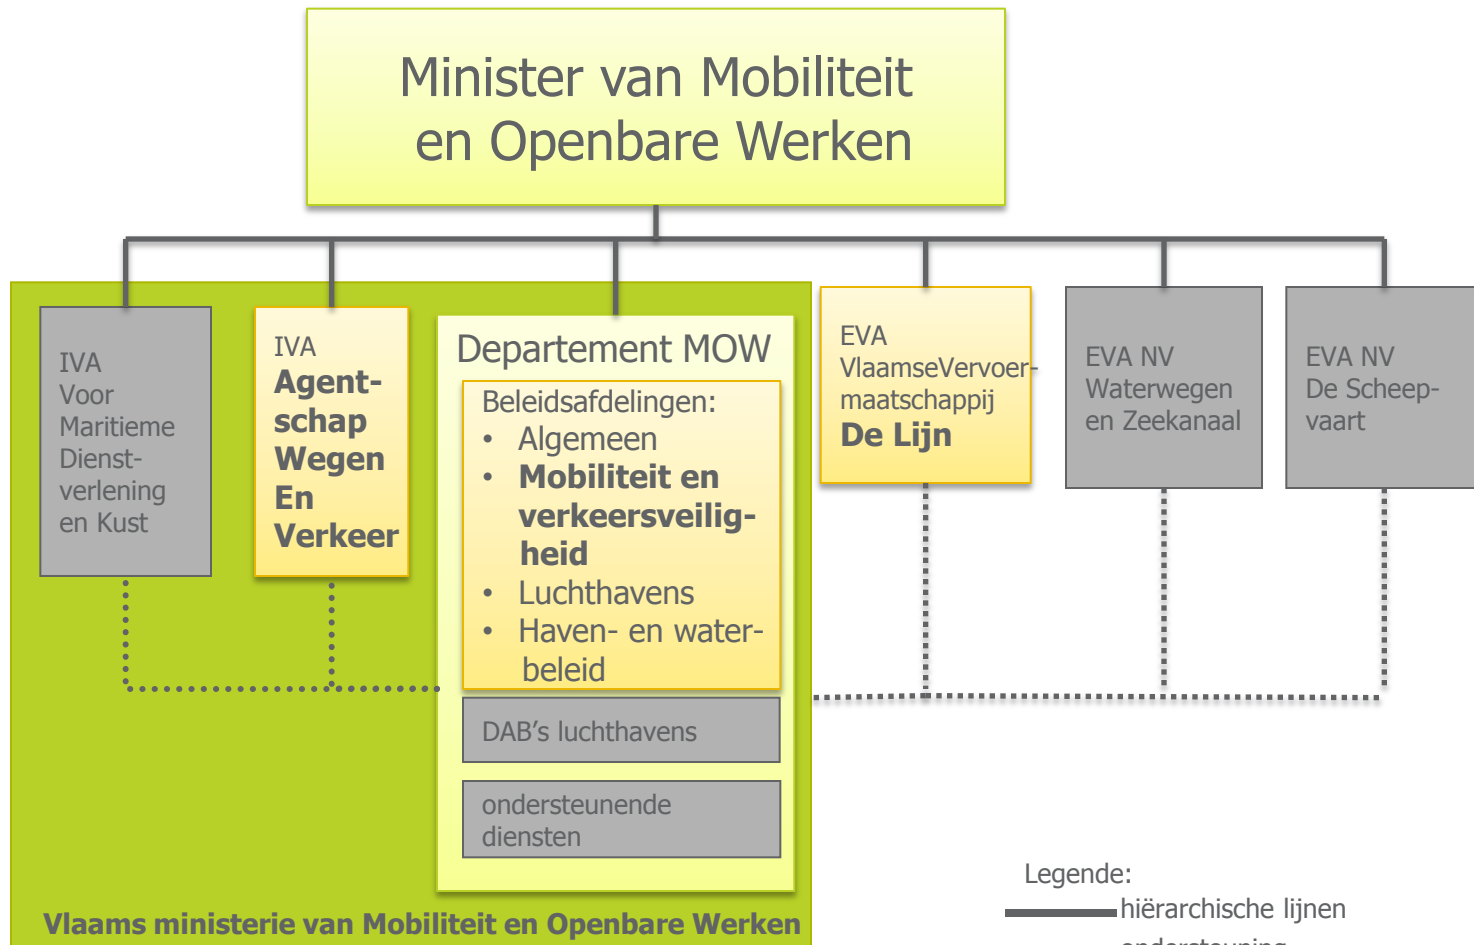 Minister van Mobiliteit
en Openbare Werken
IVA
Voor
Maritieme
Dienst-
verlening
en Kust
IVA
Agent-
schap
Wegen
En
Verkeer
Departement MOW
Beleidsafdelingen:
• Algemeen
• Mobiliteit en
verkeersveilig-
heid
• Luchthavens
• Haven- en water-
beleid
DAB’s luchthavens
ondersteunende
diensten
EVA
VlaamseVervoer-
maatschappij
De Lijn
EVA NV
Waterwegen
en Zeekanaal
EVA NV
De Scheep-
vaart
Vlaams ministerie van Mobiliteit en Openbare Werken
Legende:
hiërarchische lijnen
ondersteuning